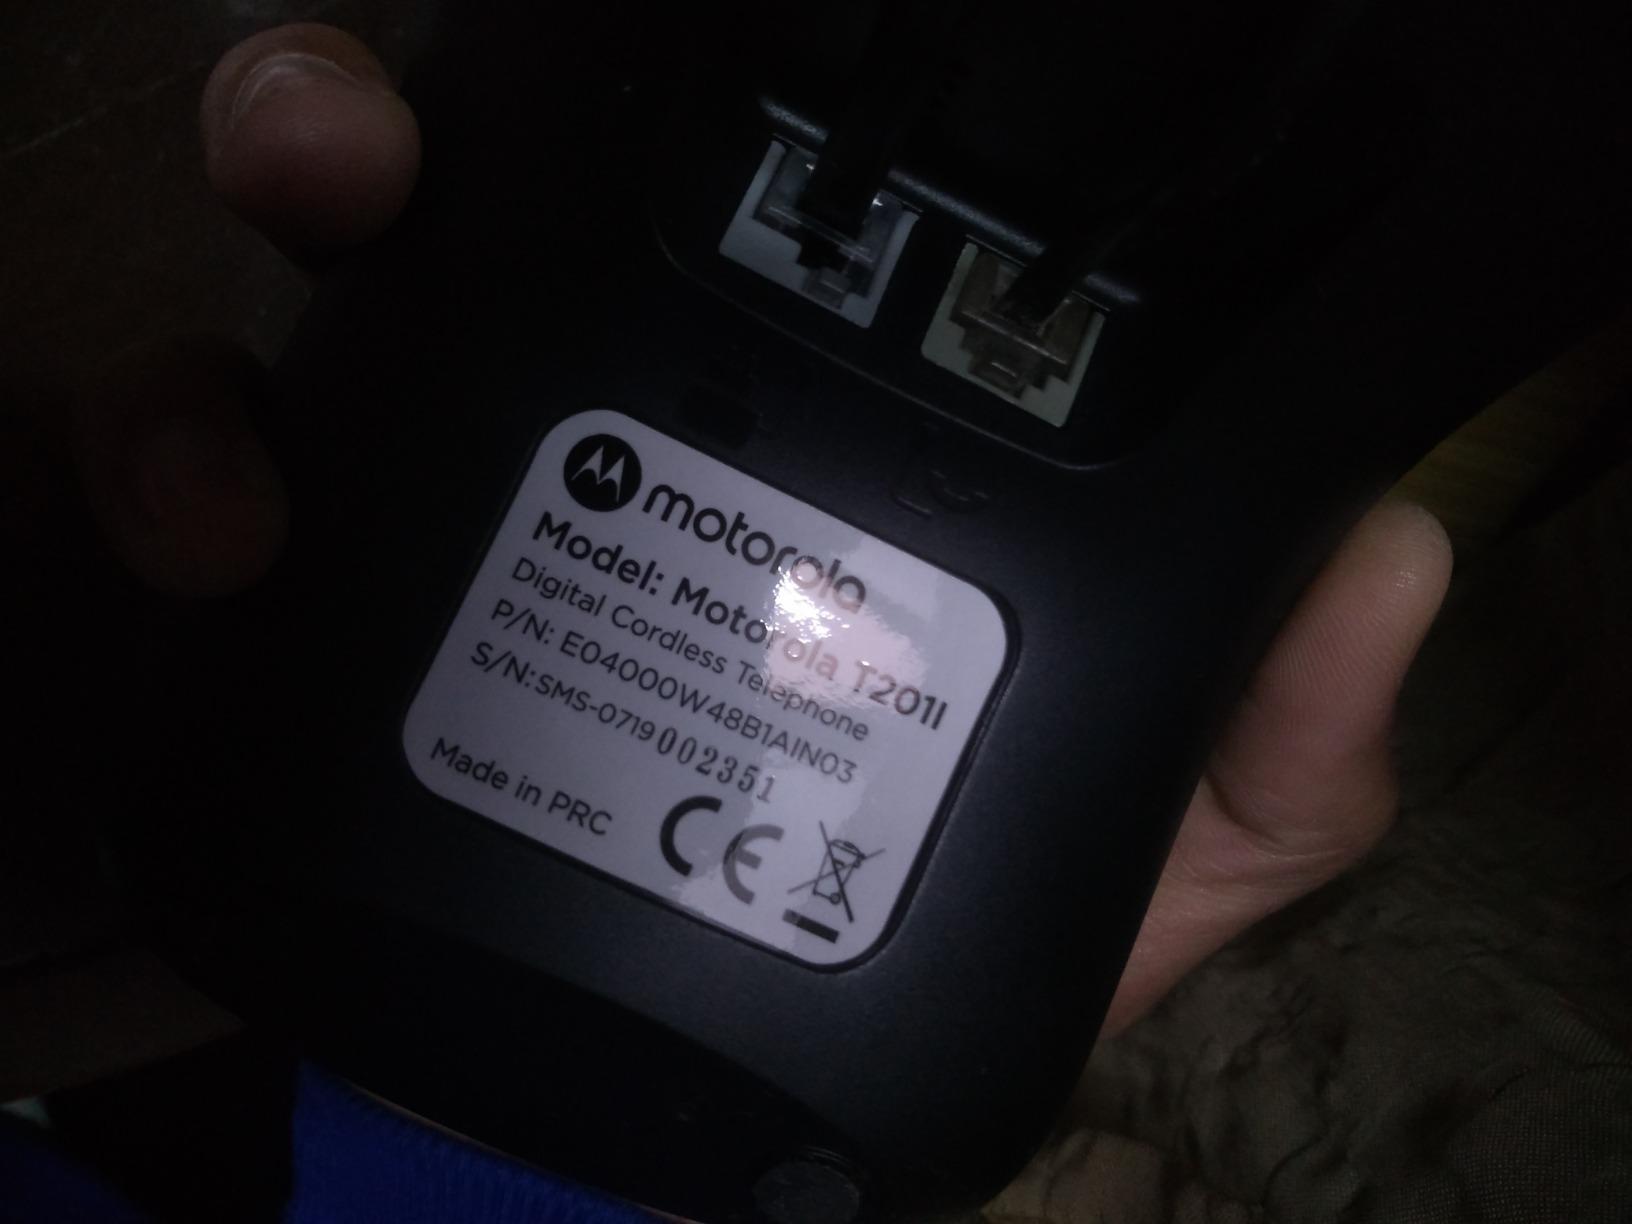 motorola
Model: Motorola T201I
Digital Cordless Telephone
P/N: E04000W48B1AIN03
S/N:SMS-0719002351
Made in PRC
CE